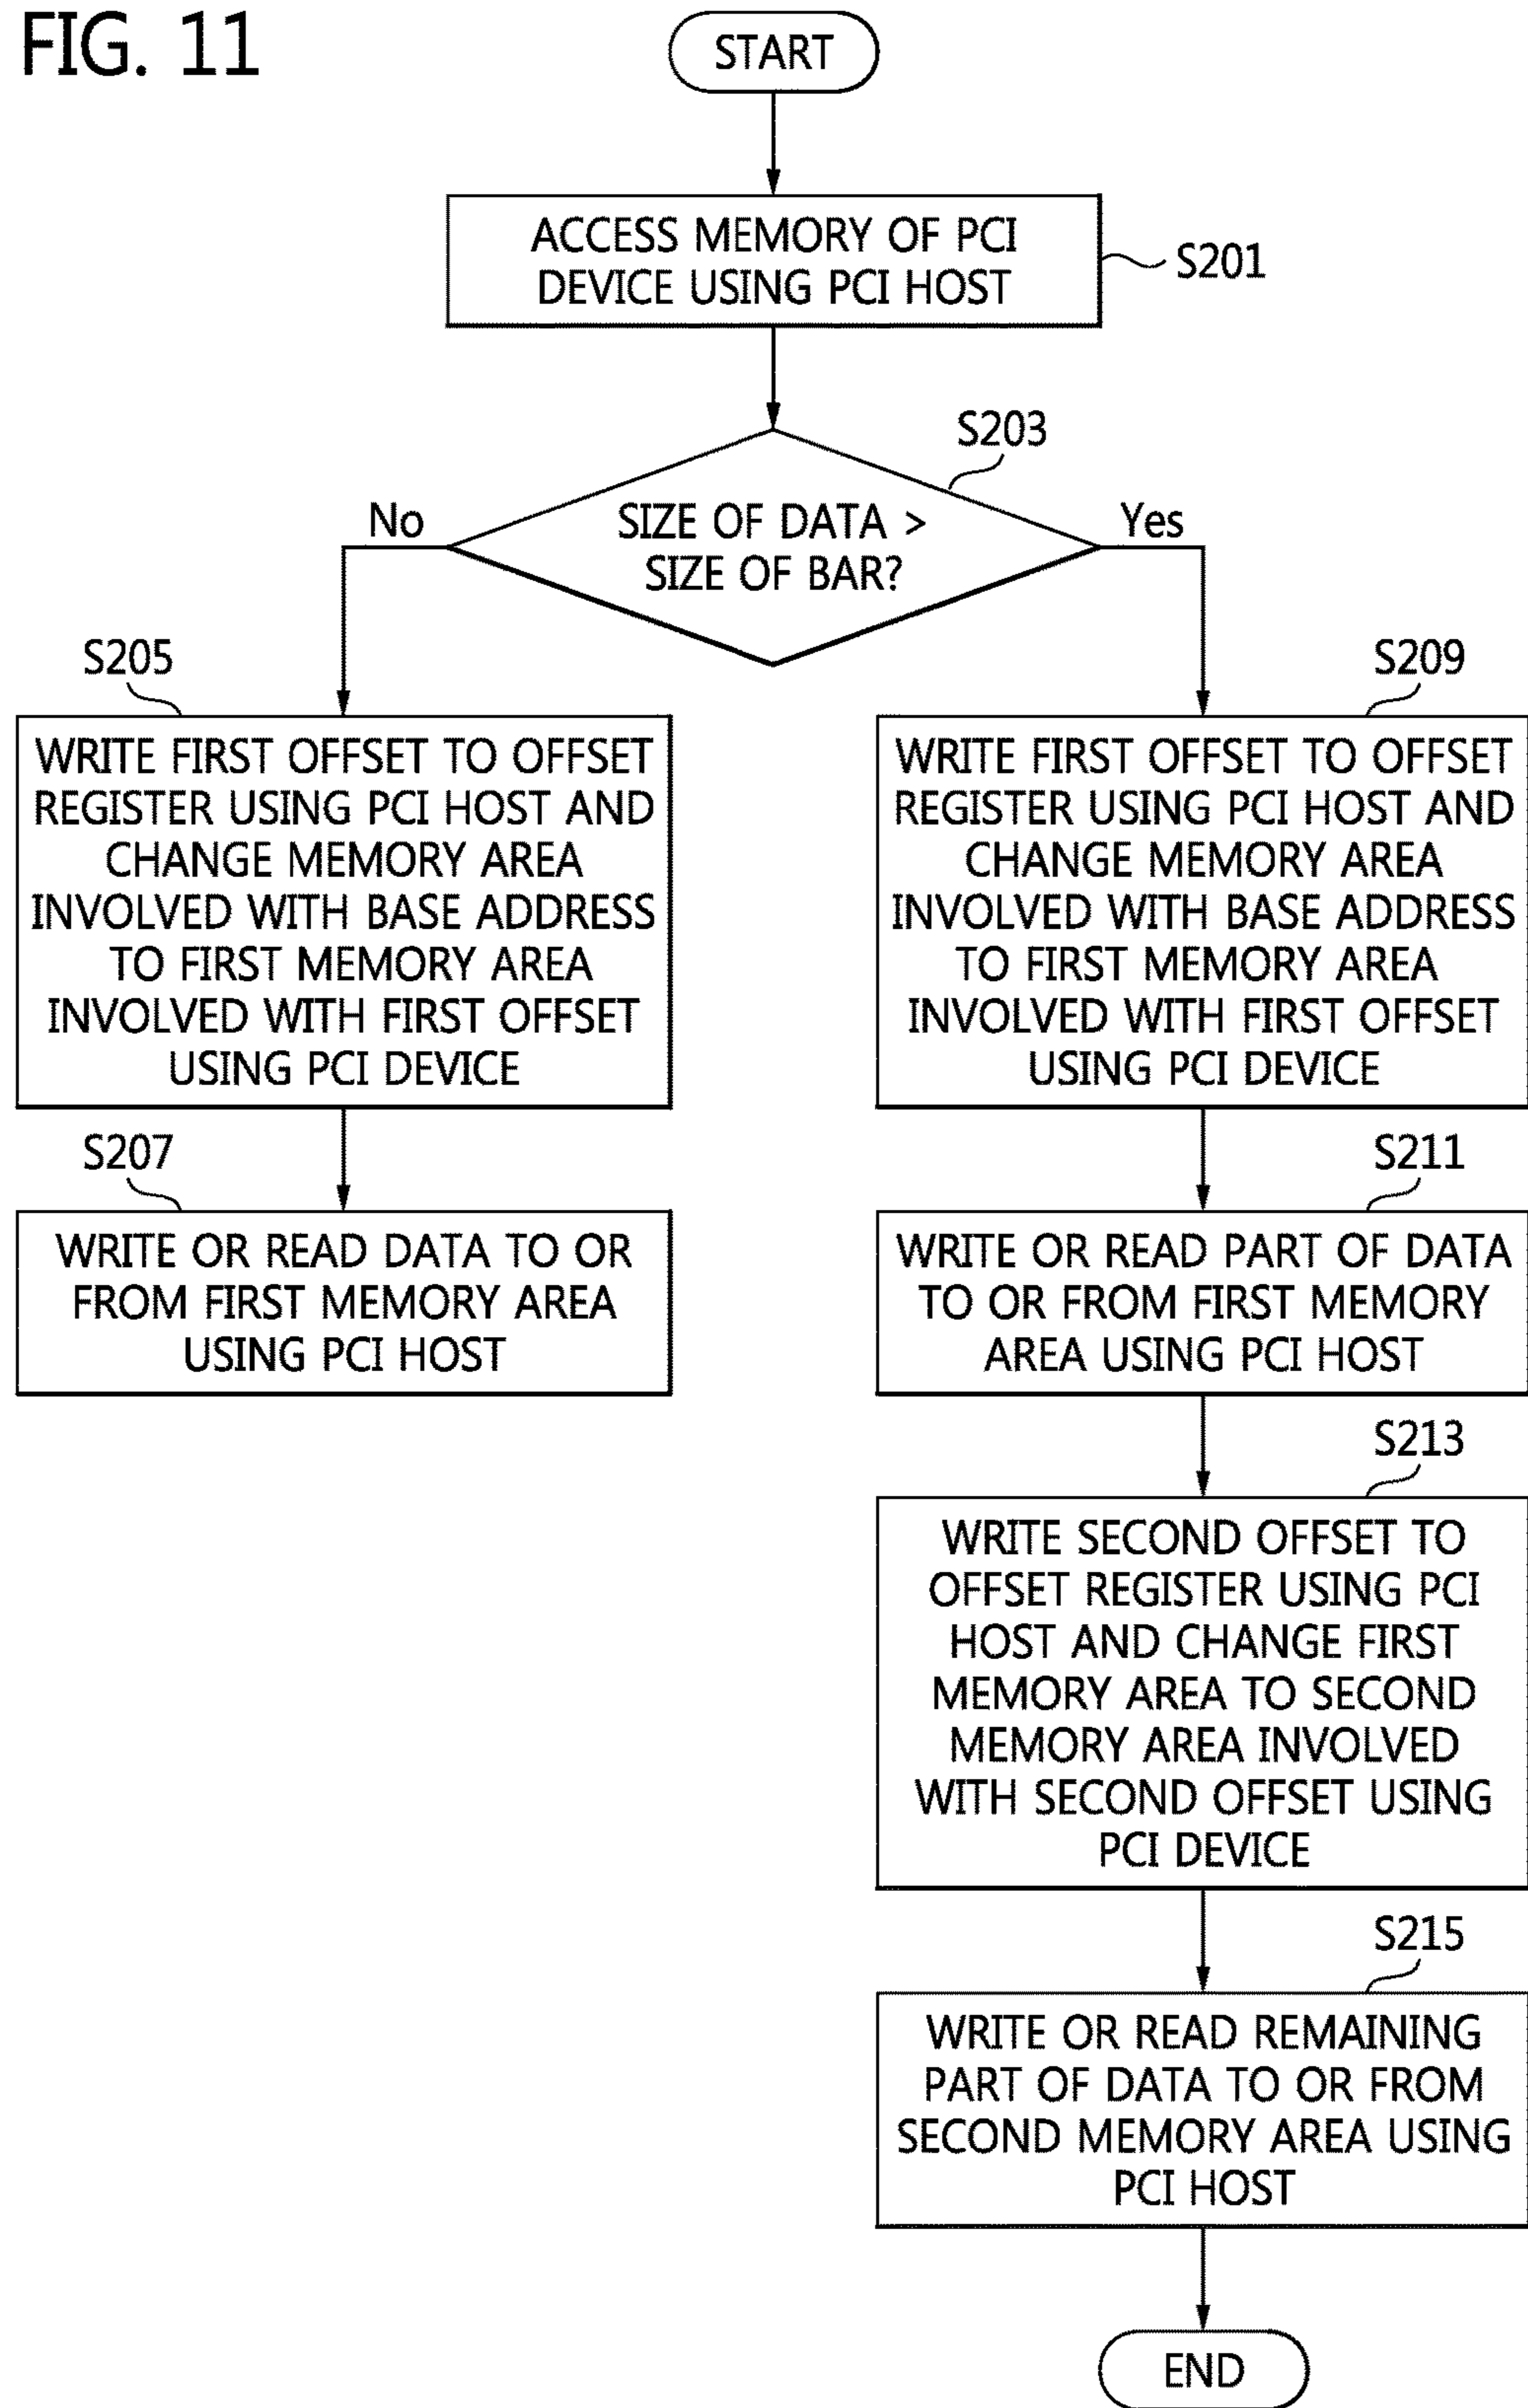 FIG. 11
START
ACCESS MEMORY OF PCI
DEVICE USING PCI HOST
S201
S203
SIZE OF DATA >
SIZE OF BAR?
No
Yes
S205
WRITE FIRST OFFSET TO OFFSET
REGISTER USING PCI HOST AND
CHANGE MEMORY AREA
INVOLVED WITH BASE ADDRESS
TO FIRST MEMORY AREA
INVOLVED WITH FIRST OFFSET
USING PCI DEVICE
S207
WRITE OR READ DATA TO OR
FROM FIRST MEMORY AREA
USING PCI HOST
S209
WRITE FIRST OFFSET TO OFFSET
REGISTER USING PCI HOST AND
CHANGE MEMORY AREA
INVOLVED WITH BASE ADDRESS
TO FIRST MEMORY AREA
INVOLVED WITH FIRST OFFSET
USING PCI DEVICE
S211
WRITE OR READ PART OF DATA
TO OR FROM FIRST MEMORY
AREA USING PCI HOST
S213
WRITE SECOND OFFSET TO
OFFSET REGISTER USING PCI
HOST AND CHANGE FIRST
MEMORY AREA TO SECOND
MEMORY AREA INVOLVED
WITH SECOND OFFSET USING
PCI DEVICE
S215
WRITE OR READ REMAINING
PART OF DATA TO OR FROM
SECOND MEMORY AREA USING
PCI HOST
END